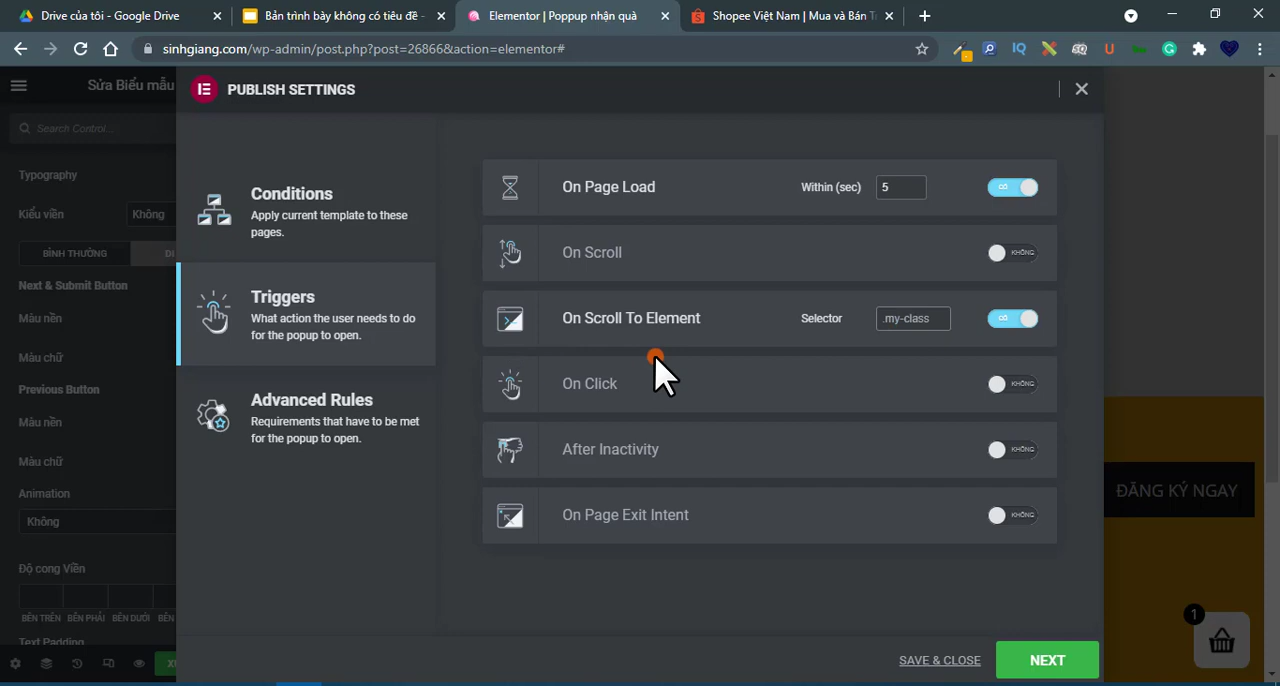 Drive của tôi - Google Drive
Bản trình bày không có tiêu đề -
Elementor | Poppup nhận quà
Shopee Việt Nam | Mua và Bán T
sinhgiang.com/wp-admin/post.php?post=26866&action=elementor#
Sửa Biểu mẫu
PUBLISH SETTINGS
Search Control...
Typography
Kiểu viền
Không
BÌNH THƯỜNG
DI
Next & Submit Button
Màu nền
Màu chữ
Previous Button
Màu nền
Màu chữ
Animation
Không
Độ cong Viền
BÊN TRÊN
BÊN PHẢI
BÊN DƯỚI
BÊN
Text Padding
Conditions
Apply current template to these
pages.
Triggers
What action the user needs to do
for the popup to open.
Advanced Rules
Requirements that have to be met
for the popup to open.
On Page Load
Within (sec)
5
CÓ
On Scroll
KHÔNG
On Scroll To Element
Selector
.my-class
CÓ
On Click
KHÔNG
After Inactivity
KHÔNG
On Page Exit Intent
KHÔNG
ĐĂNG KÝ NGAY
1
SAVE & CLOSE
NEXT